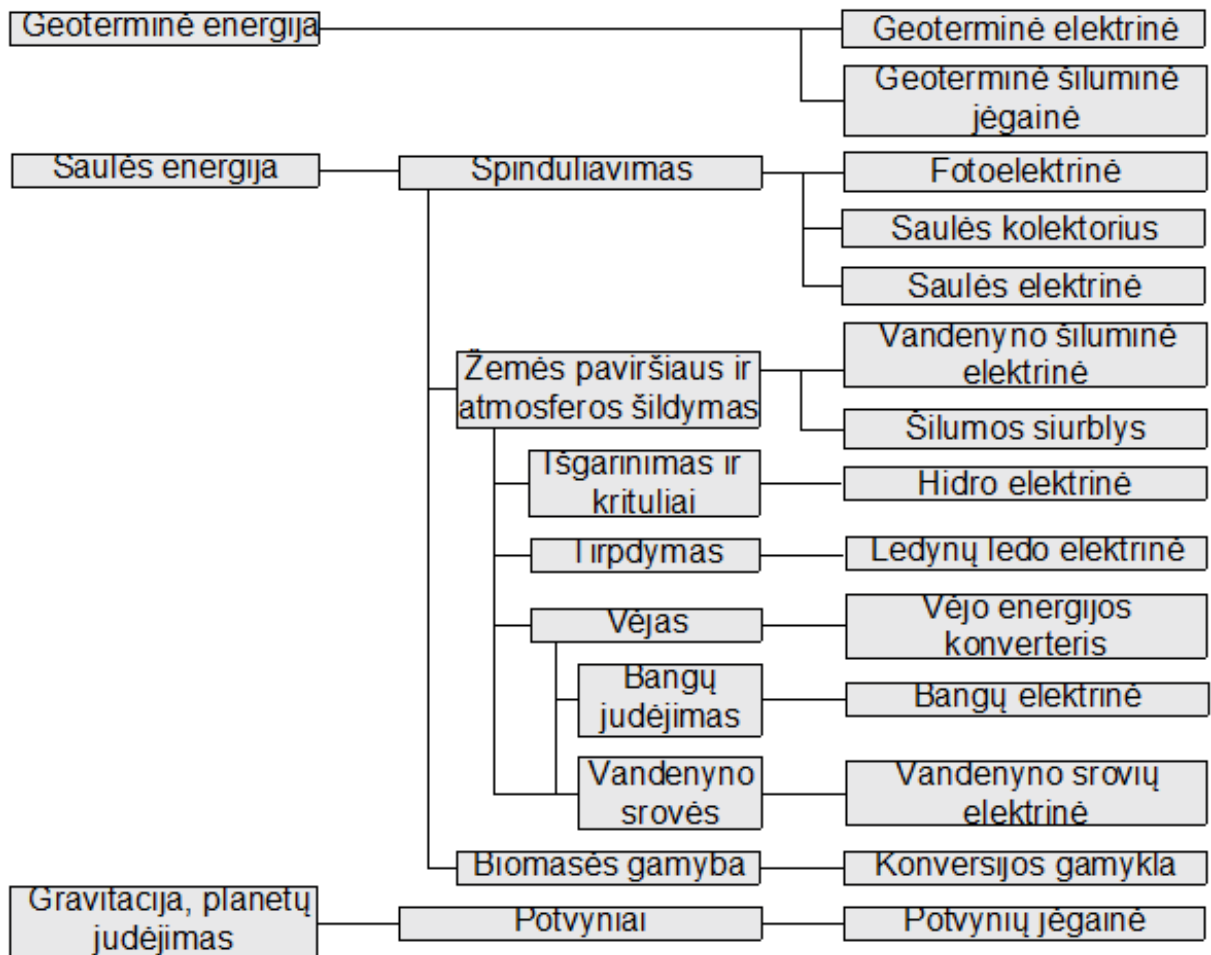 Geoterminė energija
Geoterminė elektrinė
Geoterminė šiluminė
jėgainė
Saulės energija
Spinduliavimas
Fotoelektrinė
Saulės kolektorius
Saulės elektrinė
Žemės paviršiaus ir
atmosferos šildymas
Vandenyno šiluminė
elektrinė
Šilumos siurblys
Išgarinimas ir
krituliai
Hidro elektrinė
Tirpdymas
Ledynų ledo elektrinė
Vėjas
Vėjo energijos
konverteris
Bangų
judėjimas
Bangų elektrinė
Vandenyno
srovės
Vandenyno srovių
elektrinė
Biomasės gamyba
Konversijos gamykla
Gravitacija, planetų
judėjimas
Potvyniai
Potvynių jėgainė